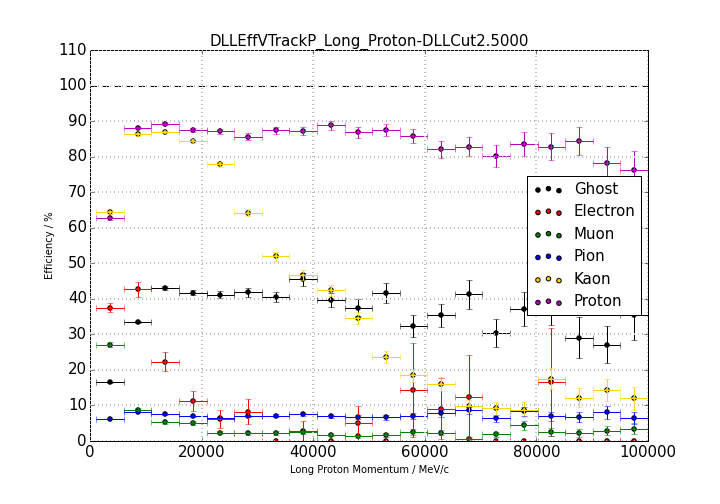 DLLEffVTrackP_Long_Proton-DLLCut2.5000
110
100
90
80
70
60
50
40
30
20
10
0
Efficiency / %
Ghost
Electron
Muon
Pion
Kaon
Proton
0 20000 40000 60000 80000 100000
Long Proton Momentum / MeV/c